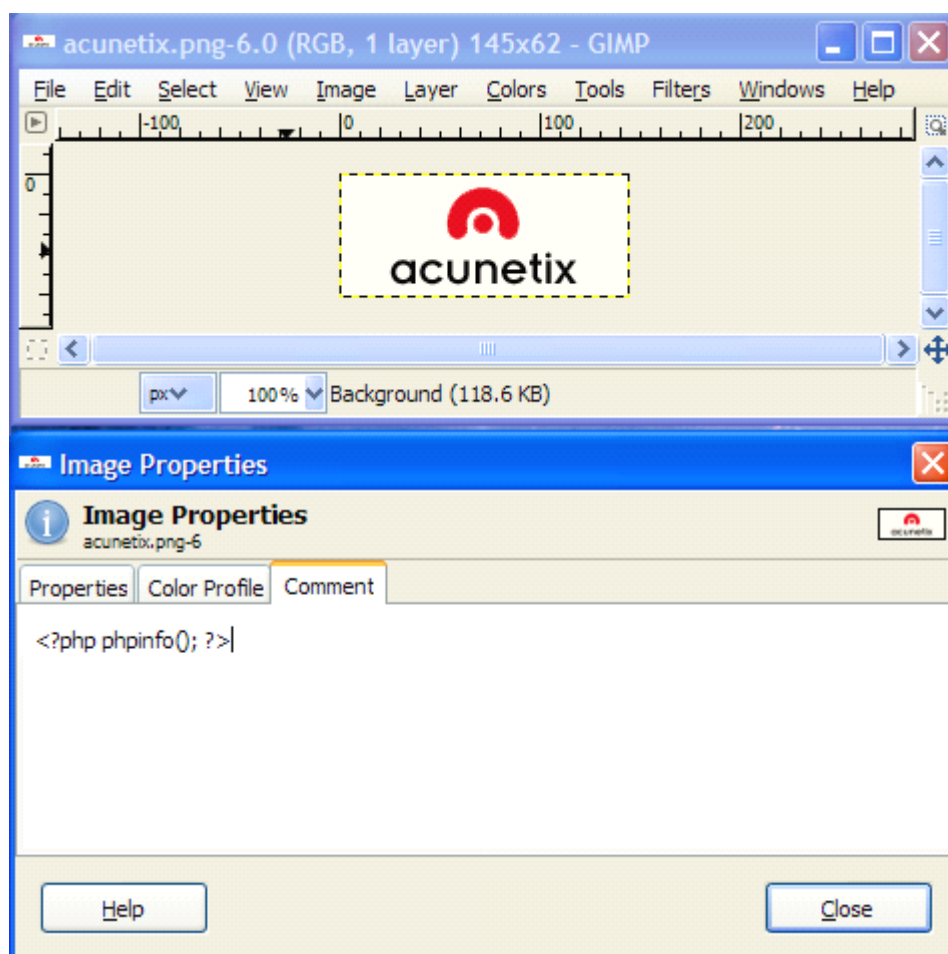 acunetix.png-6.0 (RGB, 1 layer) 145x62 - GIMP
File Edit Select View Image Layer Colors Tools Filters Windows Help
-100 0 100 200
0
acunetix
px 100% Background (118.6 KB)
Image Properties
Image Properties
acunetix.png-6
acunetix
Properties Color Profile Comment
<?php phpinfo(); ?>
Help Close